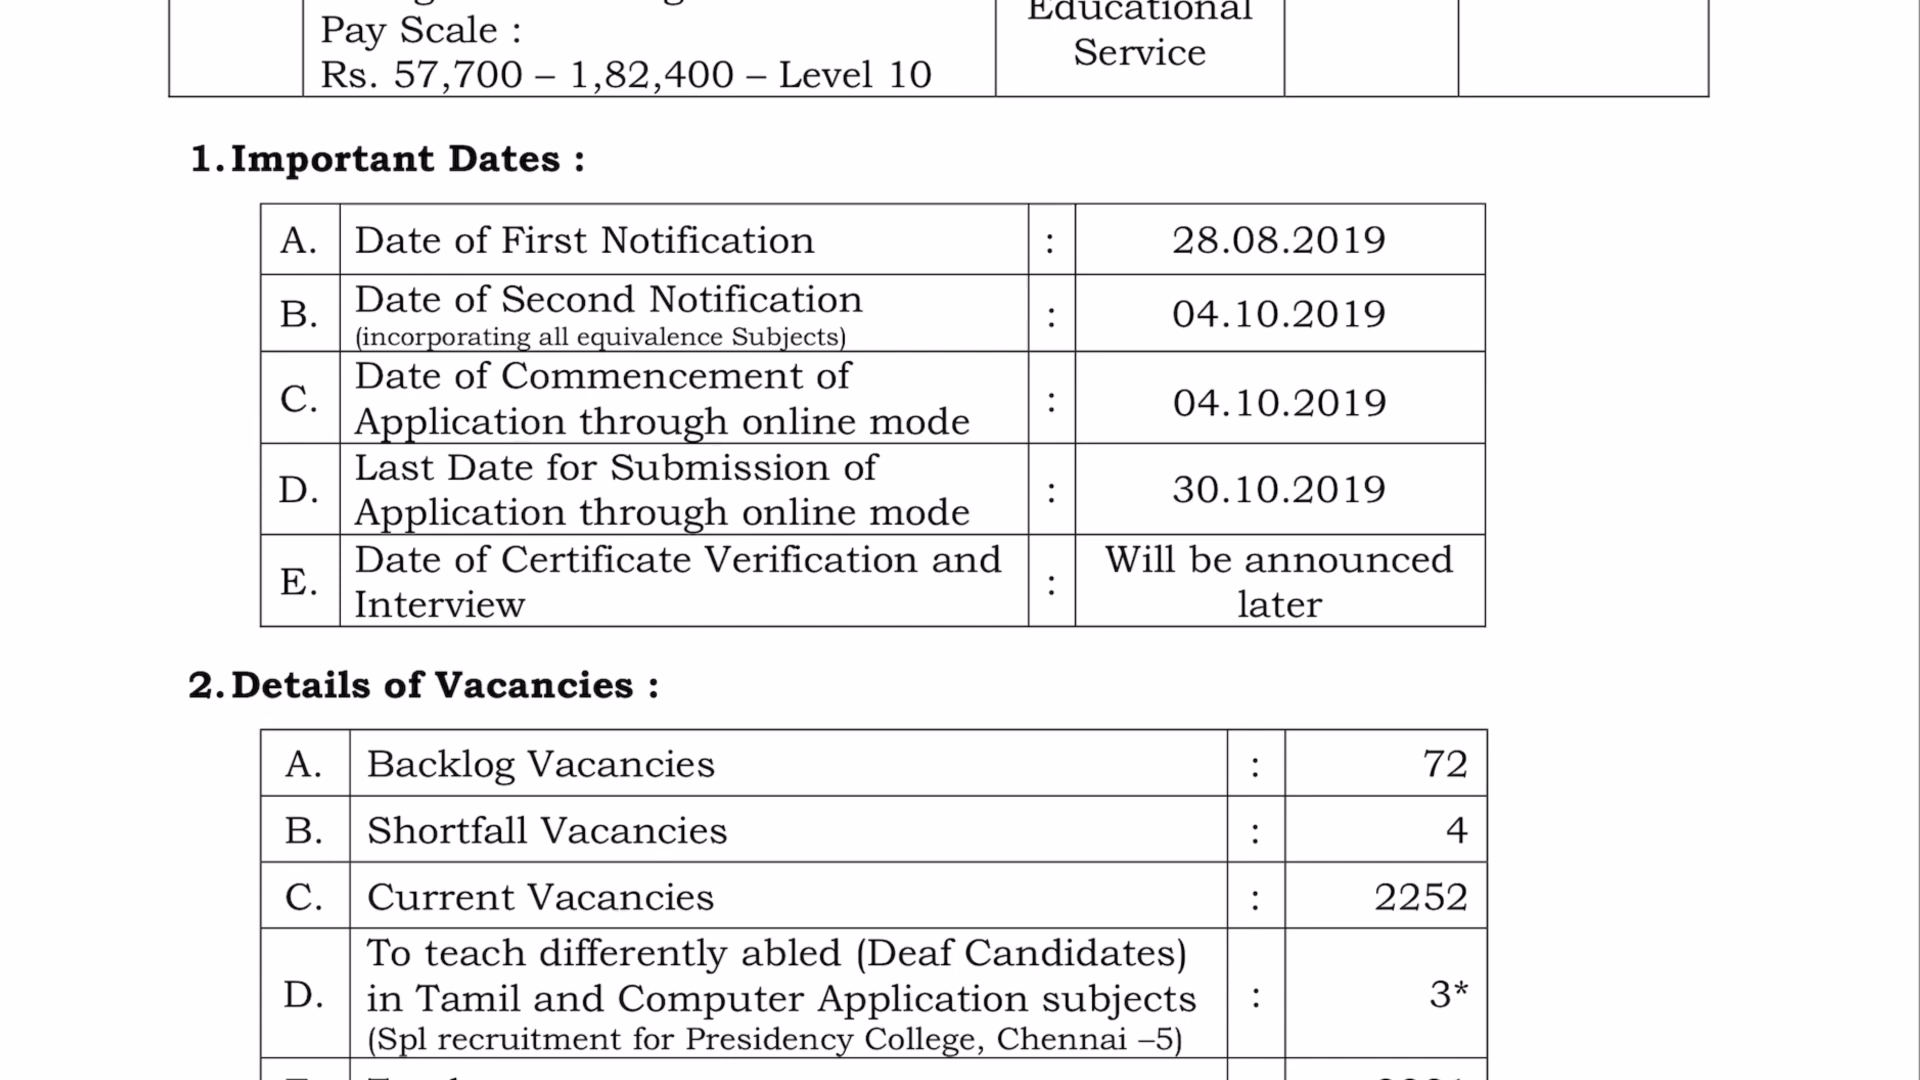 Educational
Pay Scale :
Service
Rs. 57,700 – 1,82,400 – Level 10
1. Important Dates :
A. Date of First Notification : 28.08.2019
B. Date of Second Notification : 04.10.2019
(incorporating all equivalence Subjects)
C. Date of Commencement of : 04.10.2019
Application through online mode
D. Last Date for Submission of : 30.10.2019
Application through online mode
E. Date of Certificate Verification and : Will be announced
Interview later
2. Details of Vacancies :
A. Backlog Vacancies : 72
B. Shortfall Vacancies : 4
C. Current Vacancies : 2252
D. To teach differently abled (Deaf Candidates)
in Tamil and Computer Application subjects : 3*
(Spl recruitment for Presidency College, Chennai –5)